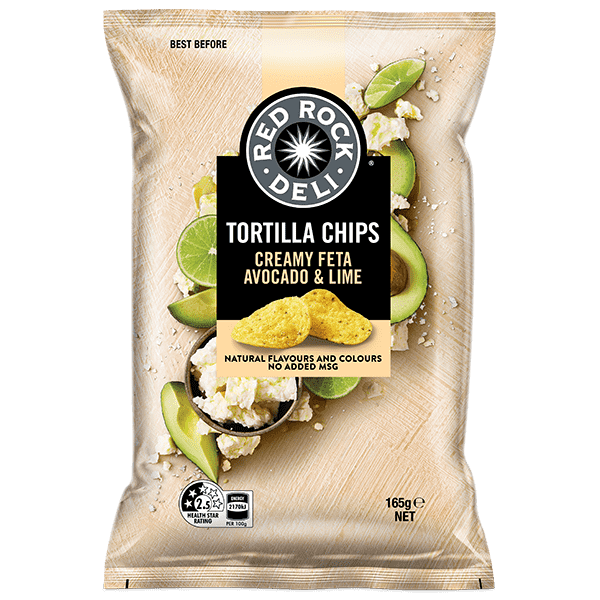 BEST BEFORE
RED ROCK
DELI
®
TORTILLA CHIPS
CREAMY FETA
AVOCADO & LIME
NATURAL FLAVOURS AND COLOURS
NO ADDED MSG
2.5
HEALTH STAR
RATING
ENERGY
2170kJ
PER 100g
165g ℮
NET